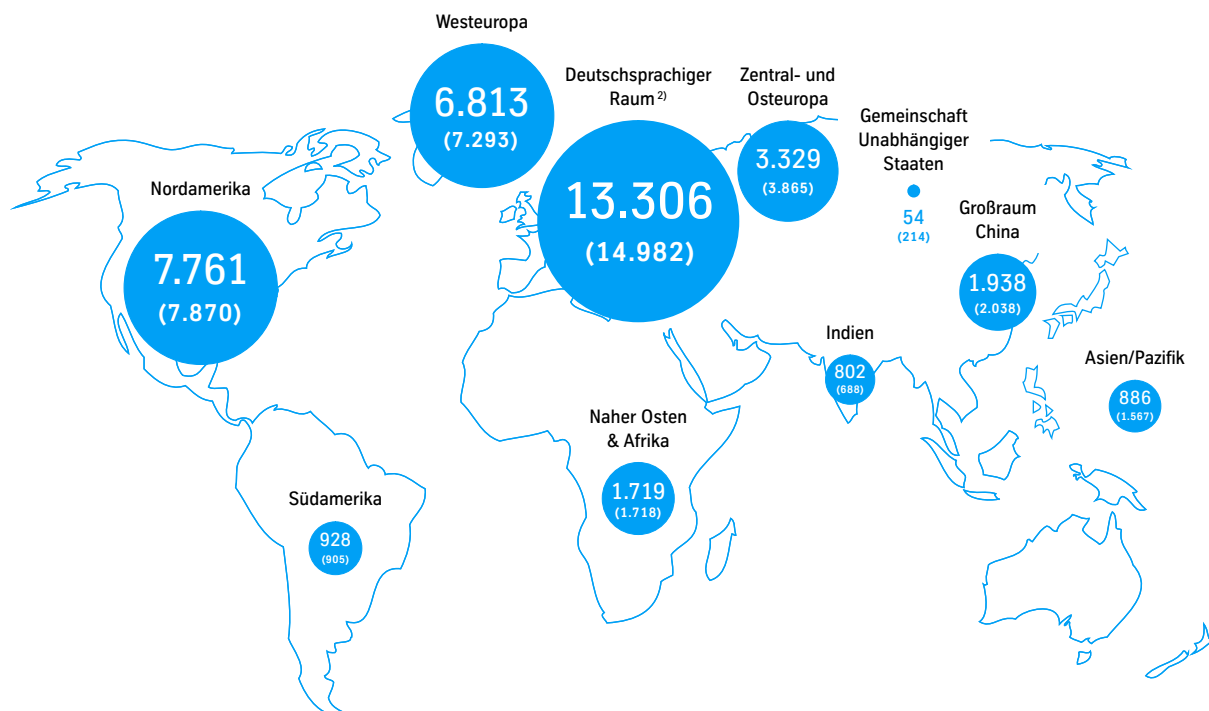 Westeuropa
6.813
(7.293)
Deutschsprachiger
Raum 2)
13.306
(14.982)
Zentral- und
Osteuropa
3.329
(3.865)
Gemeinschaft
Unabhängiger
Staaten
54
(214)
Nordamerika
7.761
(7.870)
Großraum
China
1.938
(2.038)
Indien
802
(688)
Asien/Pazifik
886
(1.567)
Naher Osten
& Afrika
1.719
(1.718)
Südamerika
928
(905)